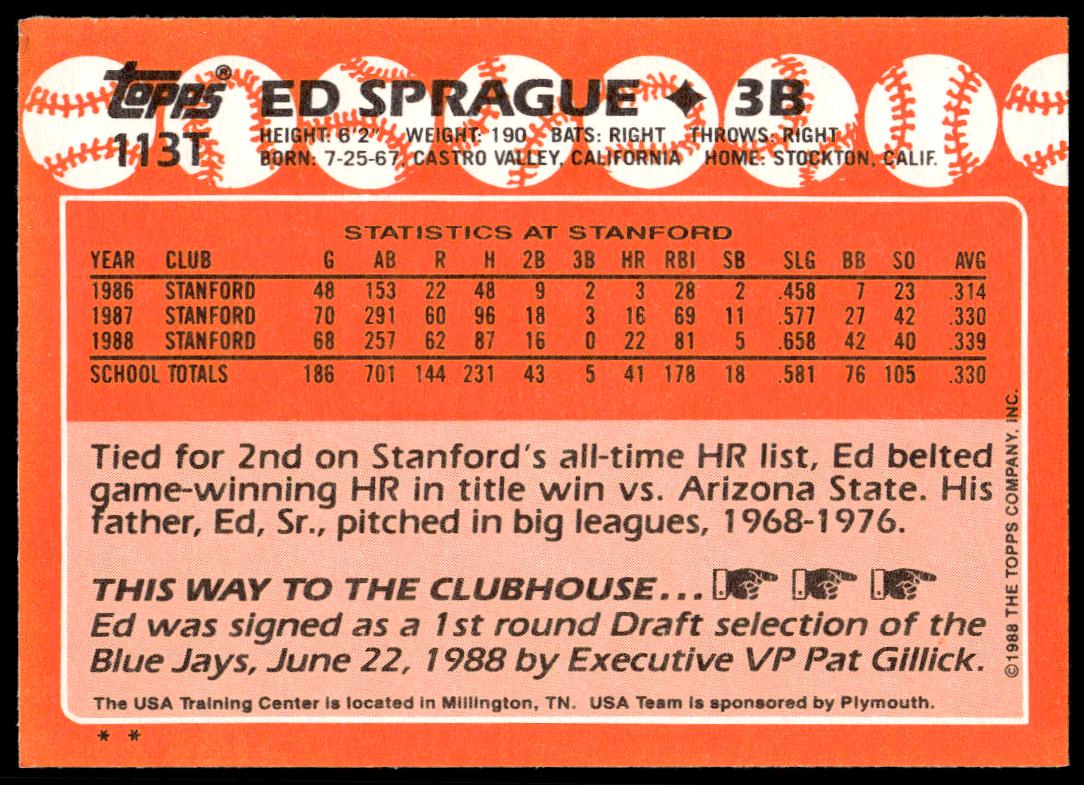 Topps® ED SPRAGUE ◆ 3B
113T HEIGHT: 6'2" WEIGHT: 190 BATS: RIGHT THROWS: RIGHT
BORN: 7-25-67, CASTRO VALLEY, CALIFORNIA HOME: STOCKTON, CALIF.
STATISTICS AT STANFORD
YEAR CLUB G AB R H 2B 3B HR RBI SB SLG BB SO AVG
1986 STANFORD 48 153 22 48 9 2 3 28 2 .458 7 23 .314
1987 STANFORD 70 291 60 96 18 3 16 69 11 .577 27 42 .330
1988 STANFORD 68 257 62 87 16 0 22 81 5 .658 42 40 .339
SCHOOL TOTALS 186 701 144 231 43 5 41 178 18 .581 76 105 .330
Tied for 2nd on Stanford's all-time HR list, Ed belted
game-winning HR in title win vs. Arizona State. His
father, Ed, Sr., pitched in big leagues, 1968-1976.
THIS WAY TO THE CLUBHOUSE...
Ed was signed as a 1st round Draft selection of the
Blue Jays, June 22, 1988 by Executive VP Pat Gillick.
The USA Training Center is located in Millington, TN. USA Team is sponsored by Plymouth.
* *
©1988 THE TOPPS COMPANY, INC.